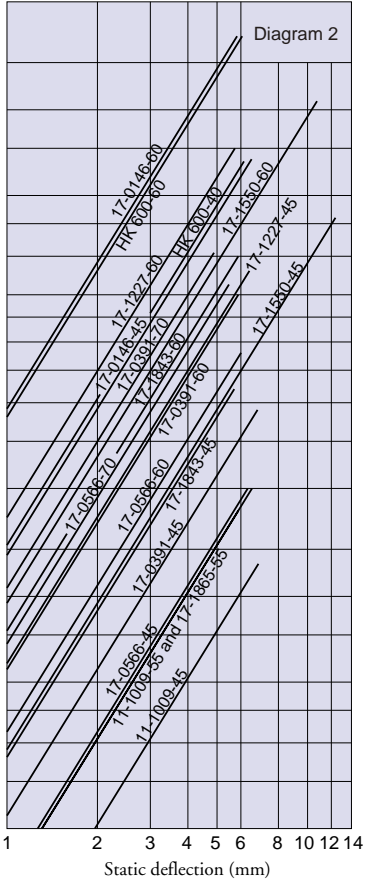 Diagram 2
17-0146-60
HK 600-60
17-1227-60
HK 600-40
17-1550-60
17-1227-45
17-0146-45
17-0391-70
17-1843-60
17-0391-60
17-1550-45
17-0566-70
17-0566-60
17-1843-45
17-0391-45
17-0566-45
11-1009-55 and 17-1865-55
11-1009-45
1 2 3 4 5 6 8 10 12 14
Static deflection (mm)